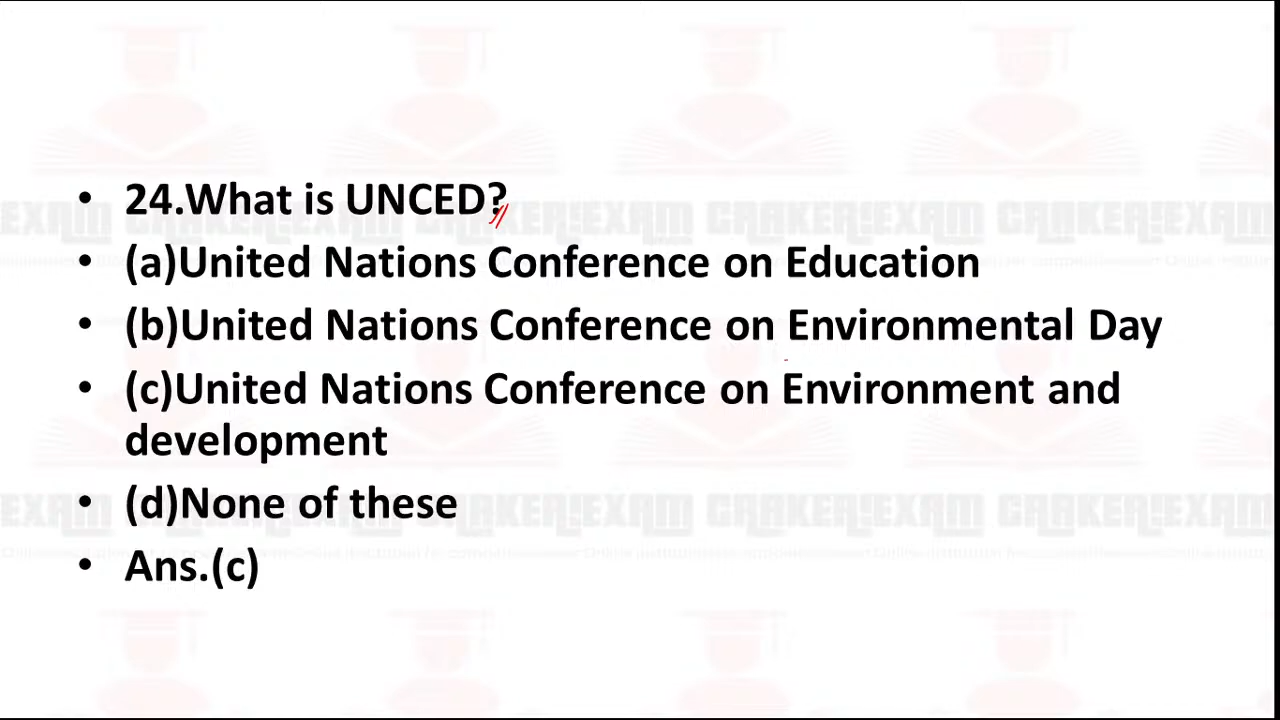 • 24.What is UNCED?
• (a)United Nations Conference on Education
• (b)United Nations Conference on Environmental Day
• (c)United Nations Conference on Environment and
development
• (d)None of these
• Ans.(c)